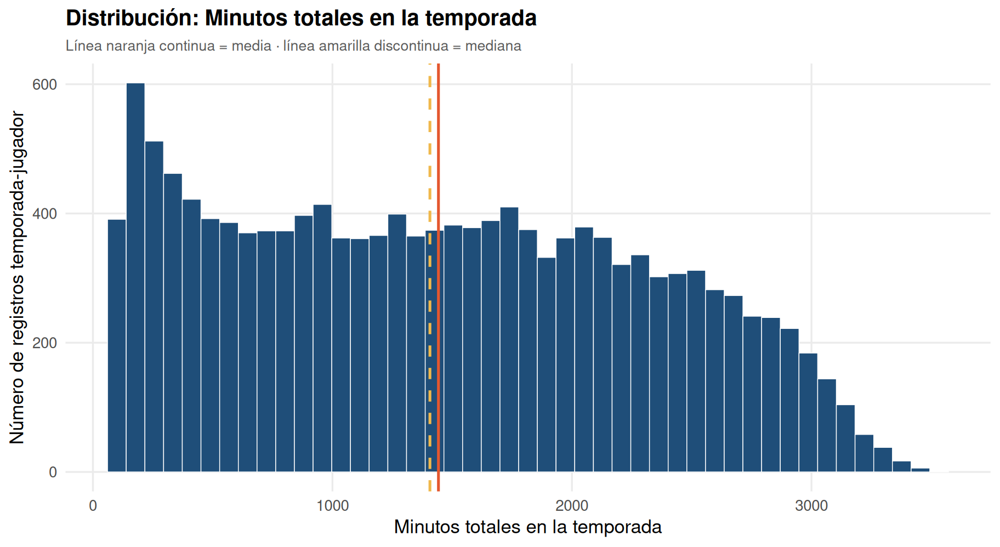 Distribución: Minutos totales en la temporada
Línea naranja continua = media · línea amarilla discontinua = mediana
Número de registros temporada-jugador
600
400
200
0
0
1000
2000
3000
Minutos totales en la temporada